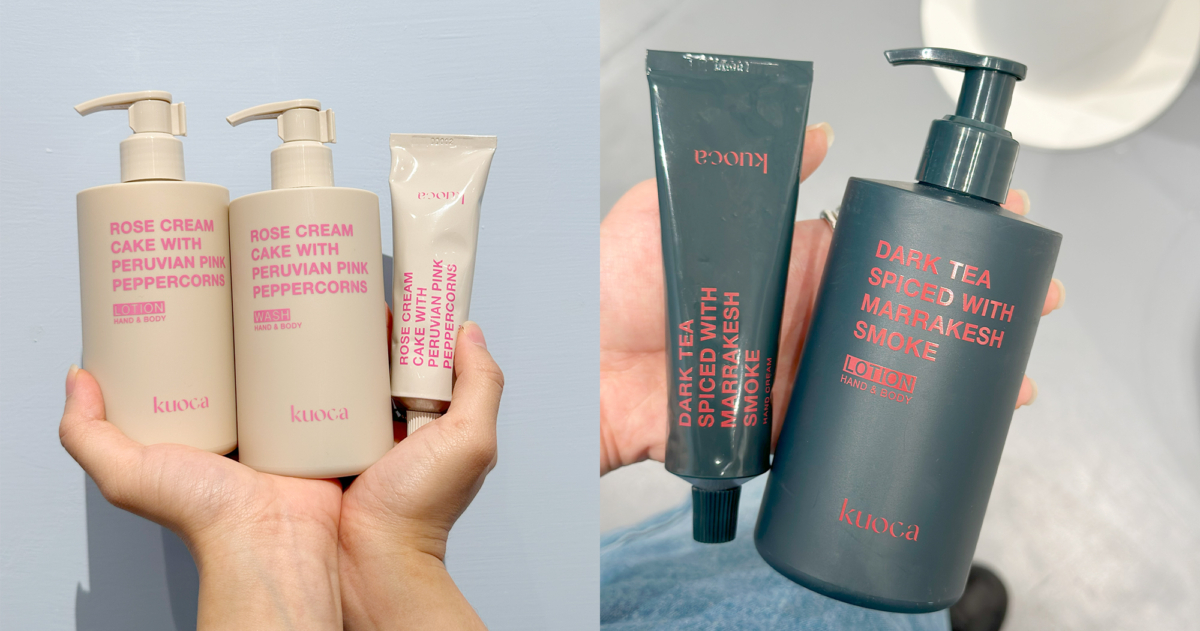 ROSE CREAM
CAKE WITH
PERUVIAN PINK
PEPPERCORNS
LOTION
HAND & BODY
kuoca
ROSE CREAM
CAKE WITH
PERUVIAN PINK
PEPPERCORNS
WASH
HAND & BODY
kuoca
kuoca
ROSE CREAM
CAKE WITH
PERUVIAN PINK
PEPPERCORNS
kuoca
DARK TEA
SPICED WITH
MARRAKESH
SMOKE
HAND CREAM
DARK TEA
SPICED WITH
MARRAKESH
SMOKE
LOTION
HAND & BODY
kuoca